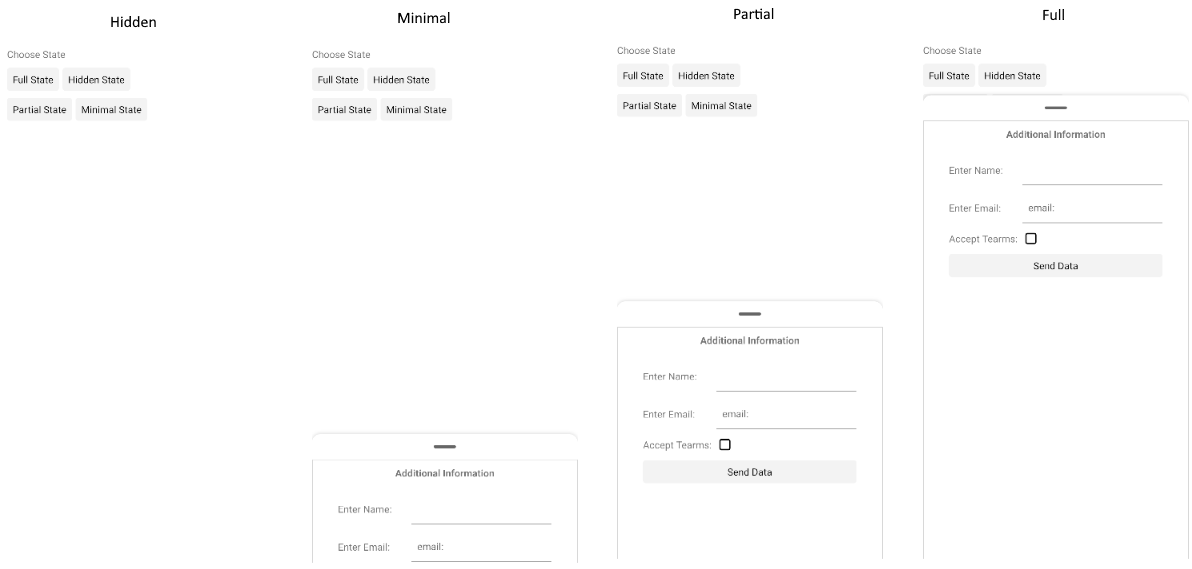 Hidden
Choose State
Full State
Hidden State
Partial State
Minimal State
Minimal
Choose State
Full State
Hidden State
Partial State
Minimal State
Additional Information
Enter Name:
Enter Email:
email:
Partial
Choose State
Full State
Hidden State
Partial State
Minimal State
Additional Information
Enter Name:
Enter Email:
email:
Accept Tearms:
Send Data
Full
Choose State
Full State
Hidden State
Additional Information
Enter Name:
Enter Email:
email:
Accept Tearms:
Send Data